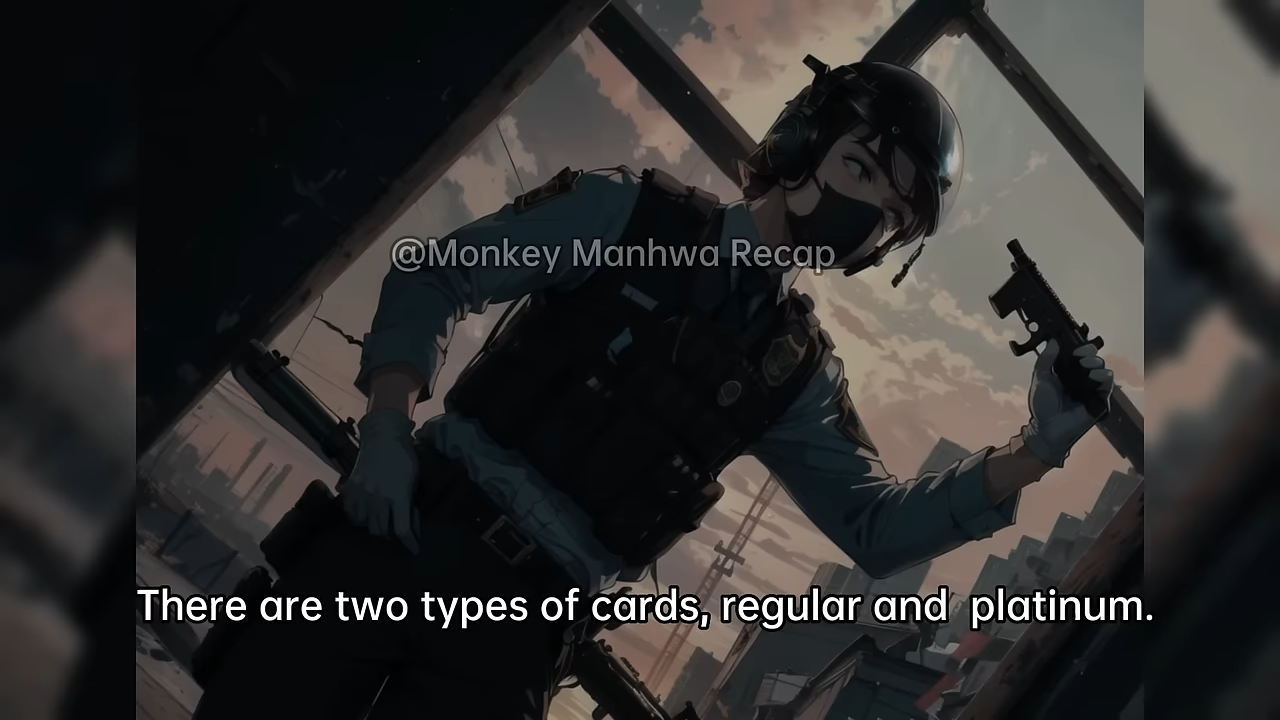 @Monkey Manhwa Recap
There are two types of cards, regular and platinum.